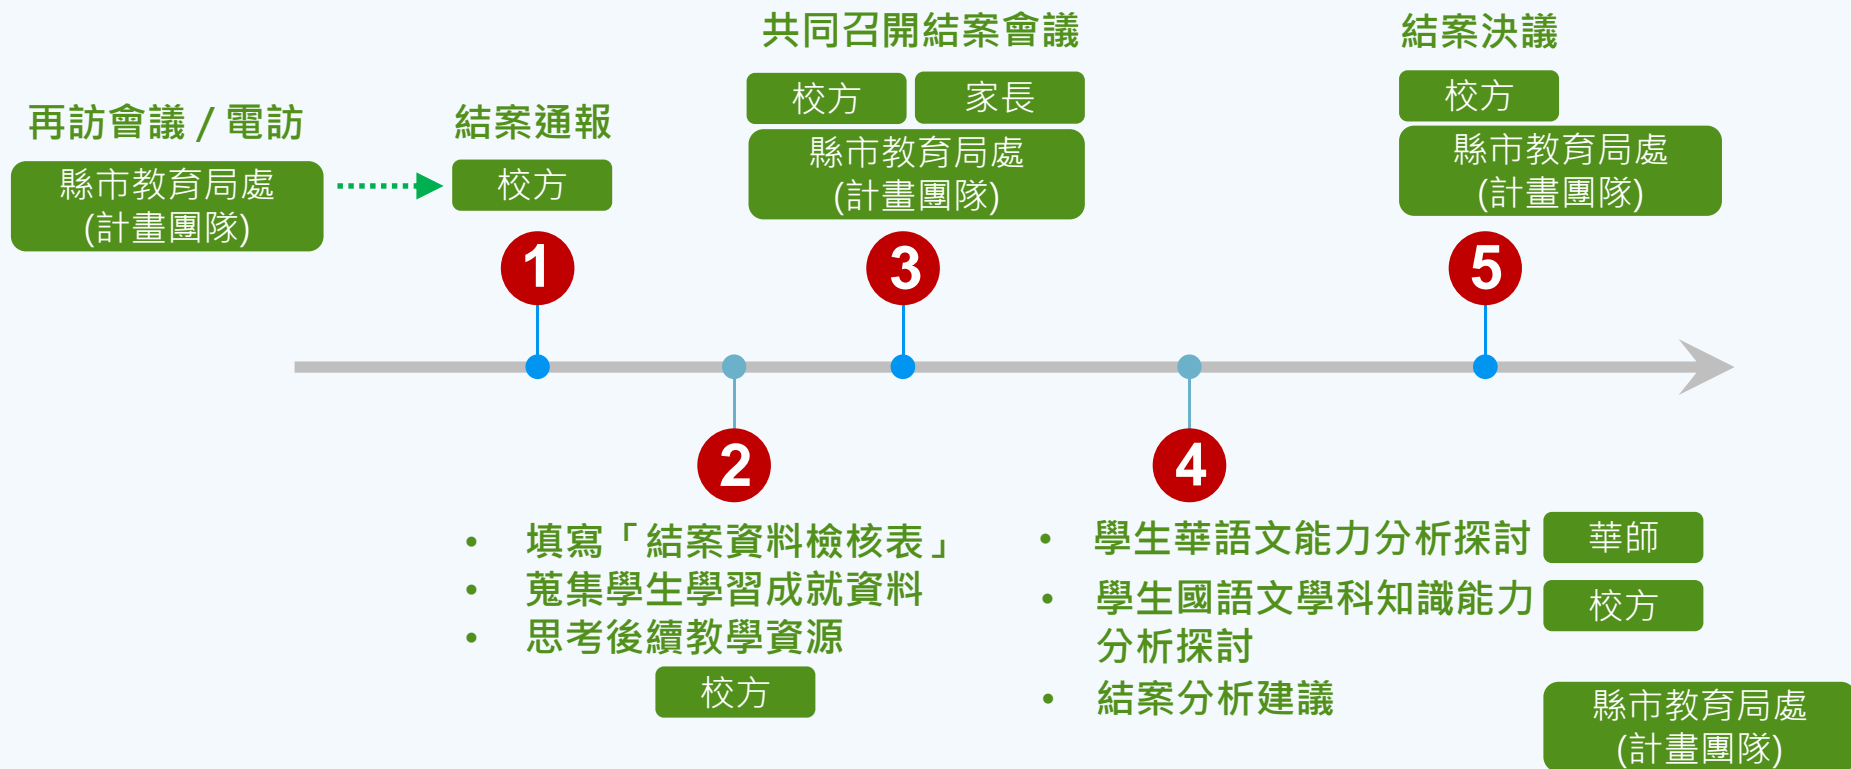 再訪會議 / 電訪
縣市教育局處
(計畫團隊)
結案通報
校方
1
2
• 填寫「結案資料檢核表」
• 蒐集學生學習成就資料
• 思考後續教學資源
校方
共同召開結案會議
校方
家長
縣市教育局處
(計畫團隊)
3
4
• 學生華語文能力分析探討
華師
• 學生國語文學科知識能力
分析探討
校方
• 結案分析建議
縣市教育局處
(計畫團隊)
結案決議
校方
縣市教育局處
(計畫團隊)
5